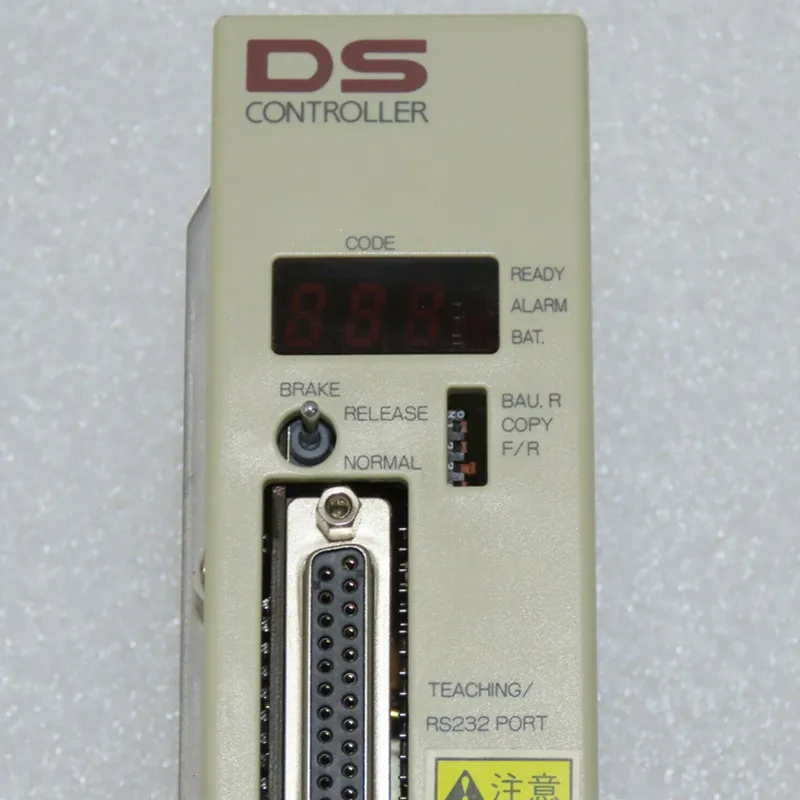 DS
CONTROLLER
CODE
READY
ALARM
BAT.
BRAKE
RELEASE
NORMAL
BAU. R
COPY
F/R
TEACHING/
RS232 PORT
注意